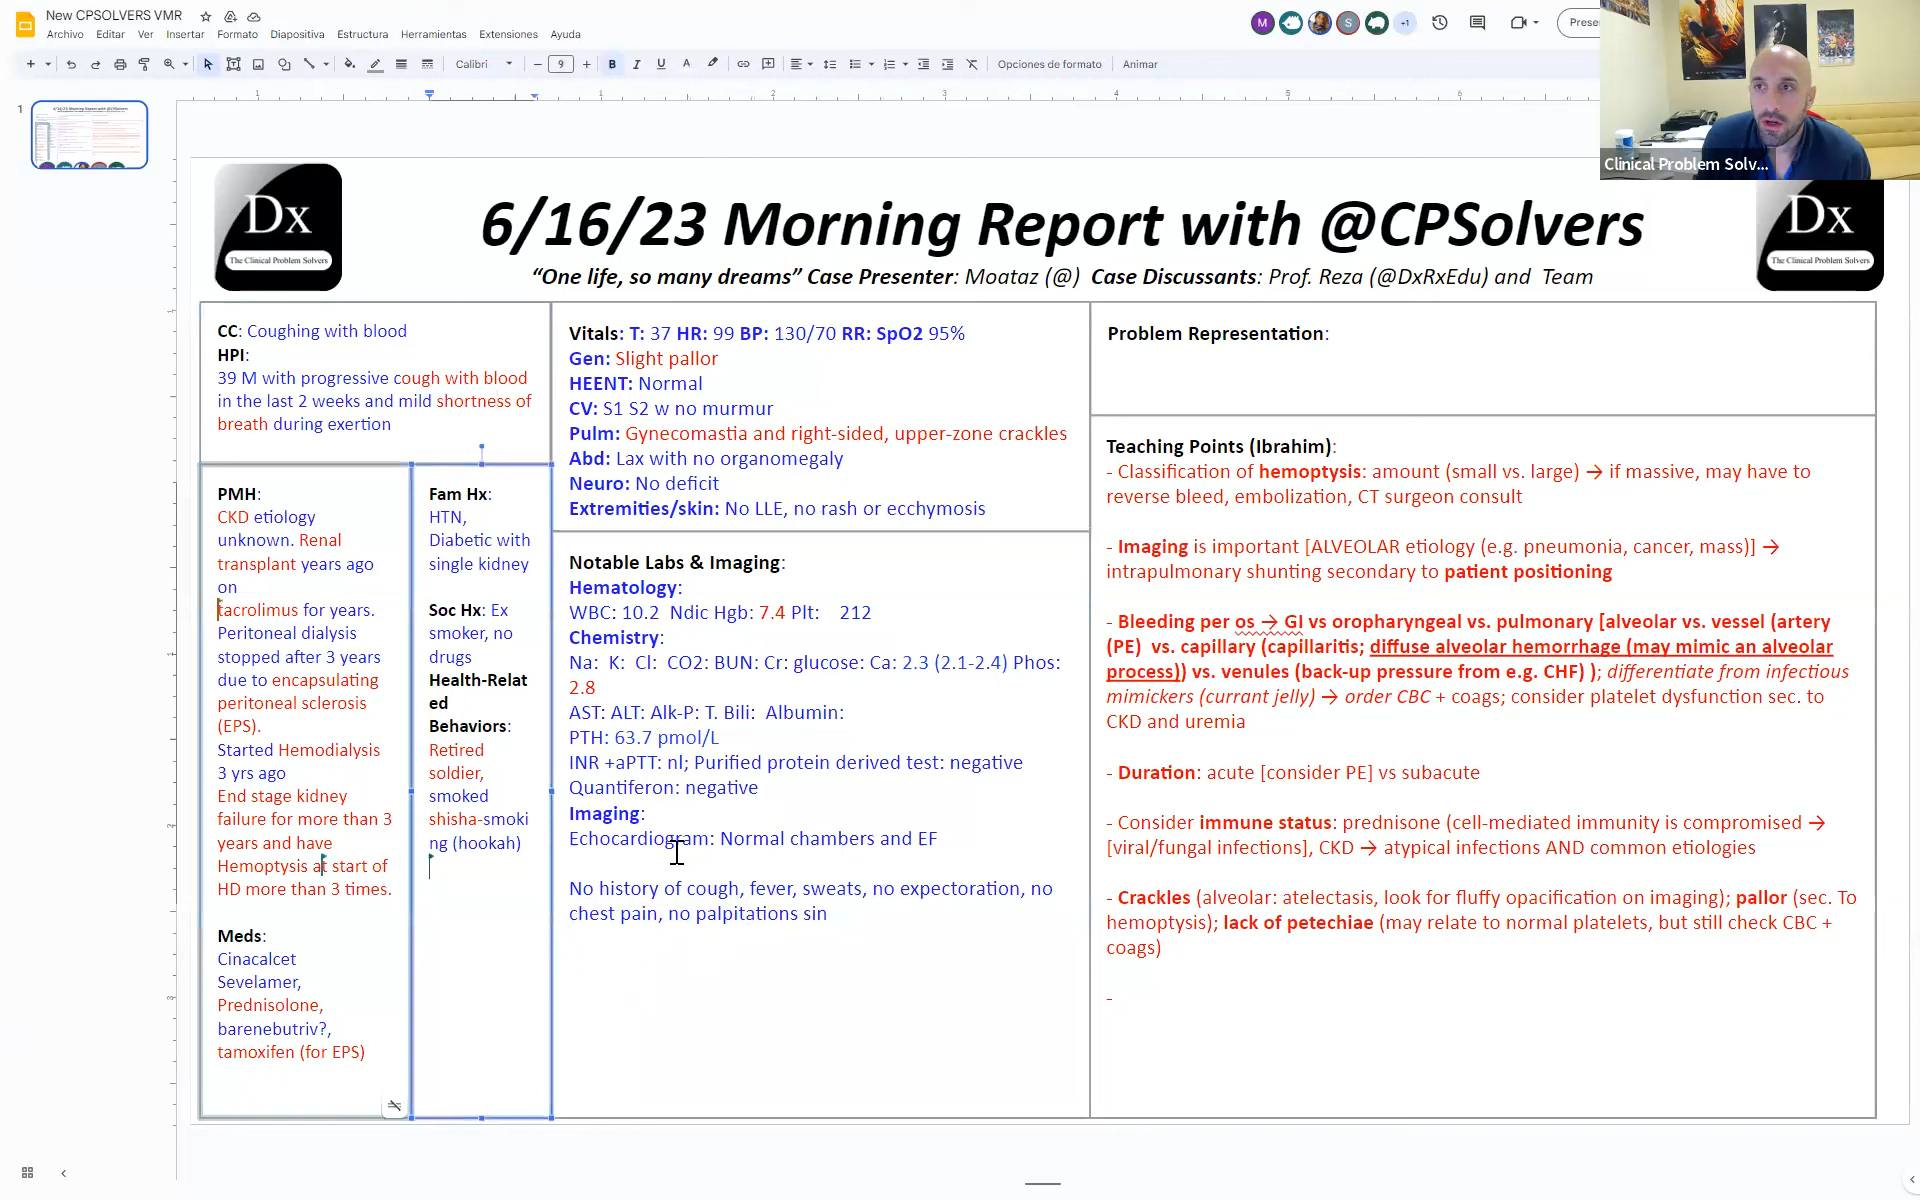 New CPSOLVERS VMR
Archivo Editar Ver Insertar Formato Diapositiva Estructura Herramientas Extensiones Ayuda
M S +1
Calibri 9 B I U A Opciones de formato Animar
1 1 1 2 3 4 5 6
Clinical Problem Solv...
Dx
The Clinical Problem Solvers
6/16/23 Morning Report with @CPSolvers
“One life, so many dreams” Case Presenter: Moataz (@) Case Discussants: Prof. Reza (@DxRxEdu) and Team
Dx
The Clinical Problem Solvers
CC: Coughing with blood
HPI:
39 M with progressive cough with blood
in the last 2 weeks and mild shortness of
breath during exertion
PMH:
CKD etiology
unknown. Renal
transplant years ago
on
tacrolimus for years.
Peritoneal dialysis
stopped after 3 years
due to encapsulating
peritoneal sclerosis
(EPS).
Started Hemodialysis
3 yrs ago
End stage kidney
failure for more than 3
years and have
Hemoptysis at start of
HD more than 3 times.
Meds:
Cinacalcet
Sevelamer,
Prednisolone,
barenebutriv?,
tamoxifen (for EPS)
Fam Hx:
HTN,
Diabetic with
single kidney
Soc Hx: Ex
smoker, no
drugs
Health-Relat
ed
Behaviors:
Retired
soldier,
smoked
shisha-smoki
ng (hookah)
Vitals: T: 37 HR: 99 BP: 130/70 RR: SpO2 95%
Gen: Slight pallor
HEENT: Normal
CV: S1 S2 w no murmur
Pulm: Gynecomastia and right-sided, upper-zone crackles
Abd: Lax with no organomegaly
Neuro: No deficit
Extremities/skin: No LLE, no rash or ecchymosis
Notable Labs & Imaging:
Hematology:
WBC: 10.2 Ndic Hgb: 7.4 Plt: 212
Chemistry:
Na: K: Cl: CO2: BUN: Cr: glucose: Ca: 2.3 (2.1-2.4) Phos:
2.8
AST: ALT: Alk-P: T. Bili: Albumin:
PTH: 63.7 pmol/L
INR +aPTT: nl; Purified protein derived test: negative
Quantiferon: negative
Imaging:
Echocardiogram: Normal chambers and EF
No history of cough, fever, sweats, no expectoration, no
chest pain, no palpitations sin
Problem Representation:
Teaching Points (Ibrahim):
- Classification of hemoptysis: amount (small vs. large) → if massive, may have to
reverse bleed, embolization, CT surgeon consult
- Imaging is important [ALVEOLAR etiology (e.g. pneumonia, cancer, mass)] →
intrapulmonary shunting secondary to patient positioning
- Bleeding per os → GI vs oropharyngeal vs. pulmonary [alveolar vs. vessel (artery
(PE) vs. capillary (capillaritis; diffuse alveolar hemorrhage (may mimic an alveolar
process)) vs. venules (back-up pressure from e.g. CHF) ); differentiate from infectious
mimickers (currant jelly) → order CBC + coags; consider platelet dysfunction sec. to
CKD and uremia
- Duration: acute [consider PE] vs subacute
- Consider immune status: prednisone (cell-mediated immunity is compromised →
[viral/fungal infections], CKD → atypical infections AND common etiologies
- Crackles (alveolar: atelectasis, look for fluffy opacification on imaging); pallor (sec. To
hemoptysis); lack of petechiae (may relate to normal platelets, but still check CBC +
coags)
-